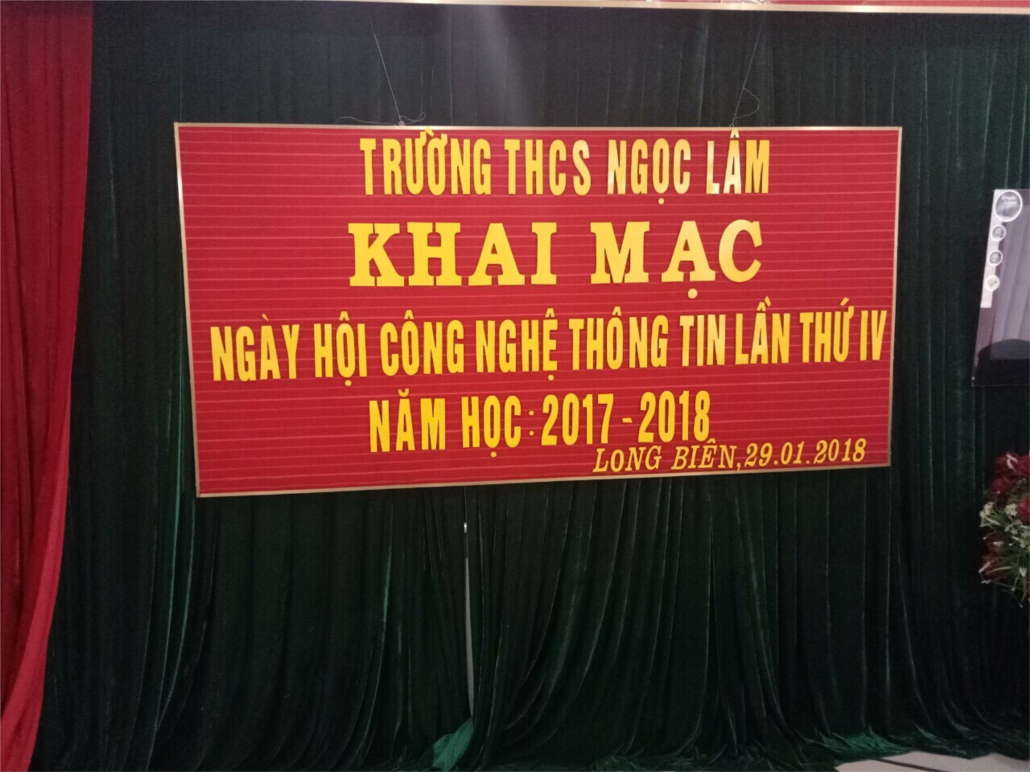 TRƯỜNG THCS NGỌC LÂM
KHAI MẠC
NGÀY HỘI CÔNG NGHỆ THÔNG TIN LẦN THỨ IV
NĂM HỌC: 2017 - 2018
LONG BIÊN, 29.01.2018